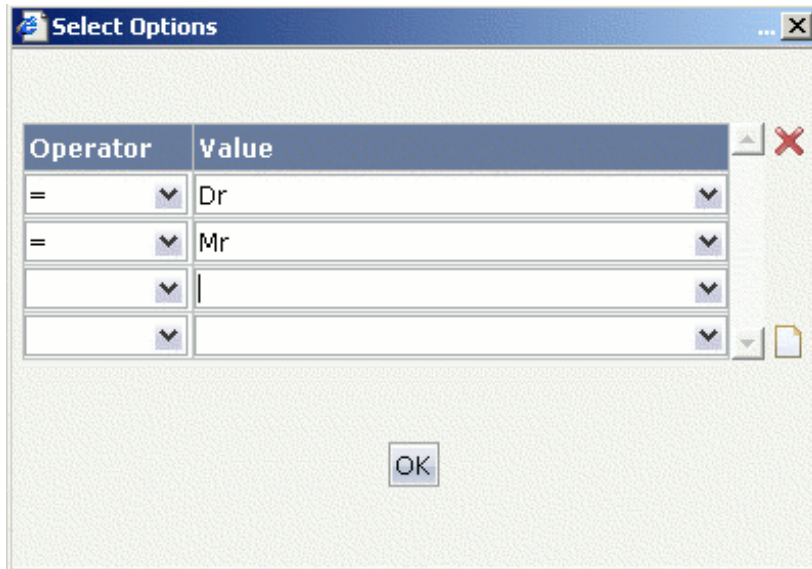 Select Options ...
Operator Value
= Dr
= Mr
OK